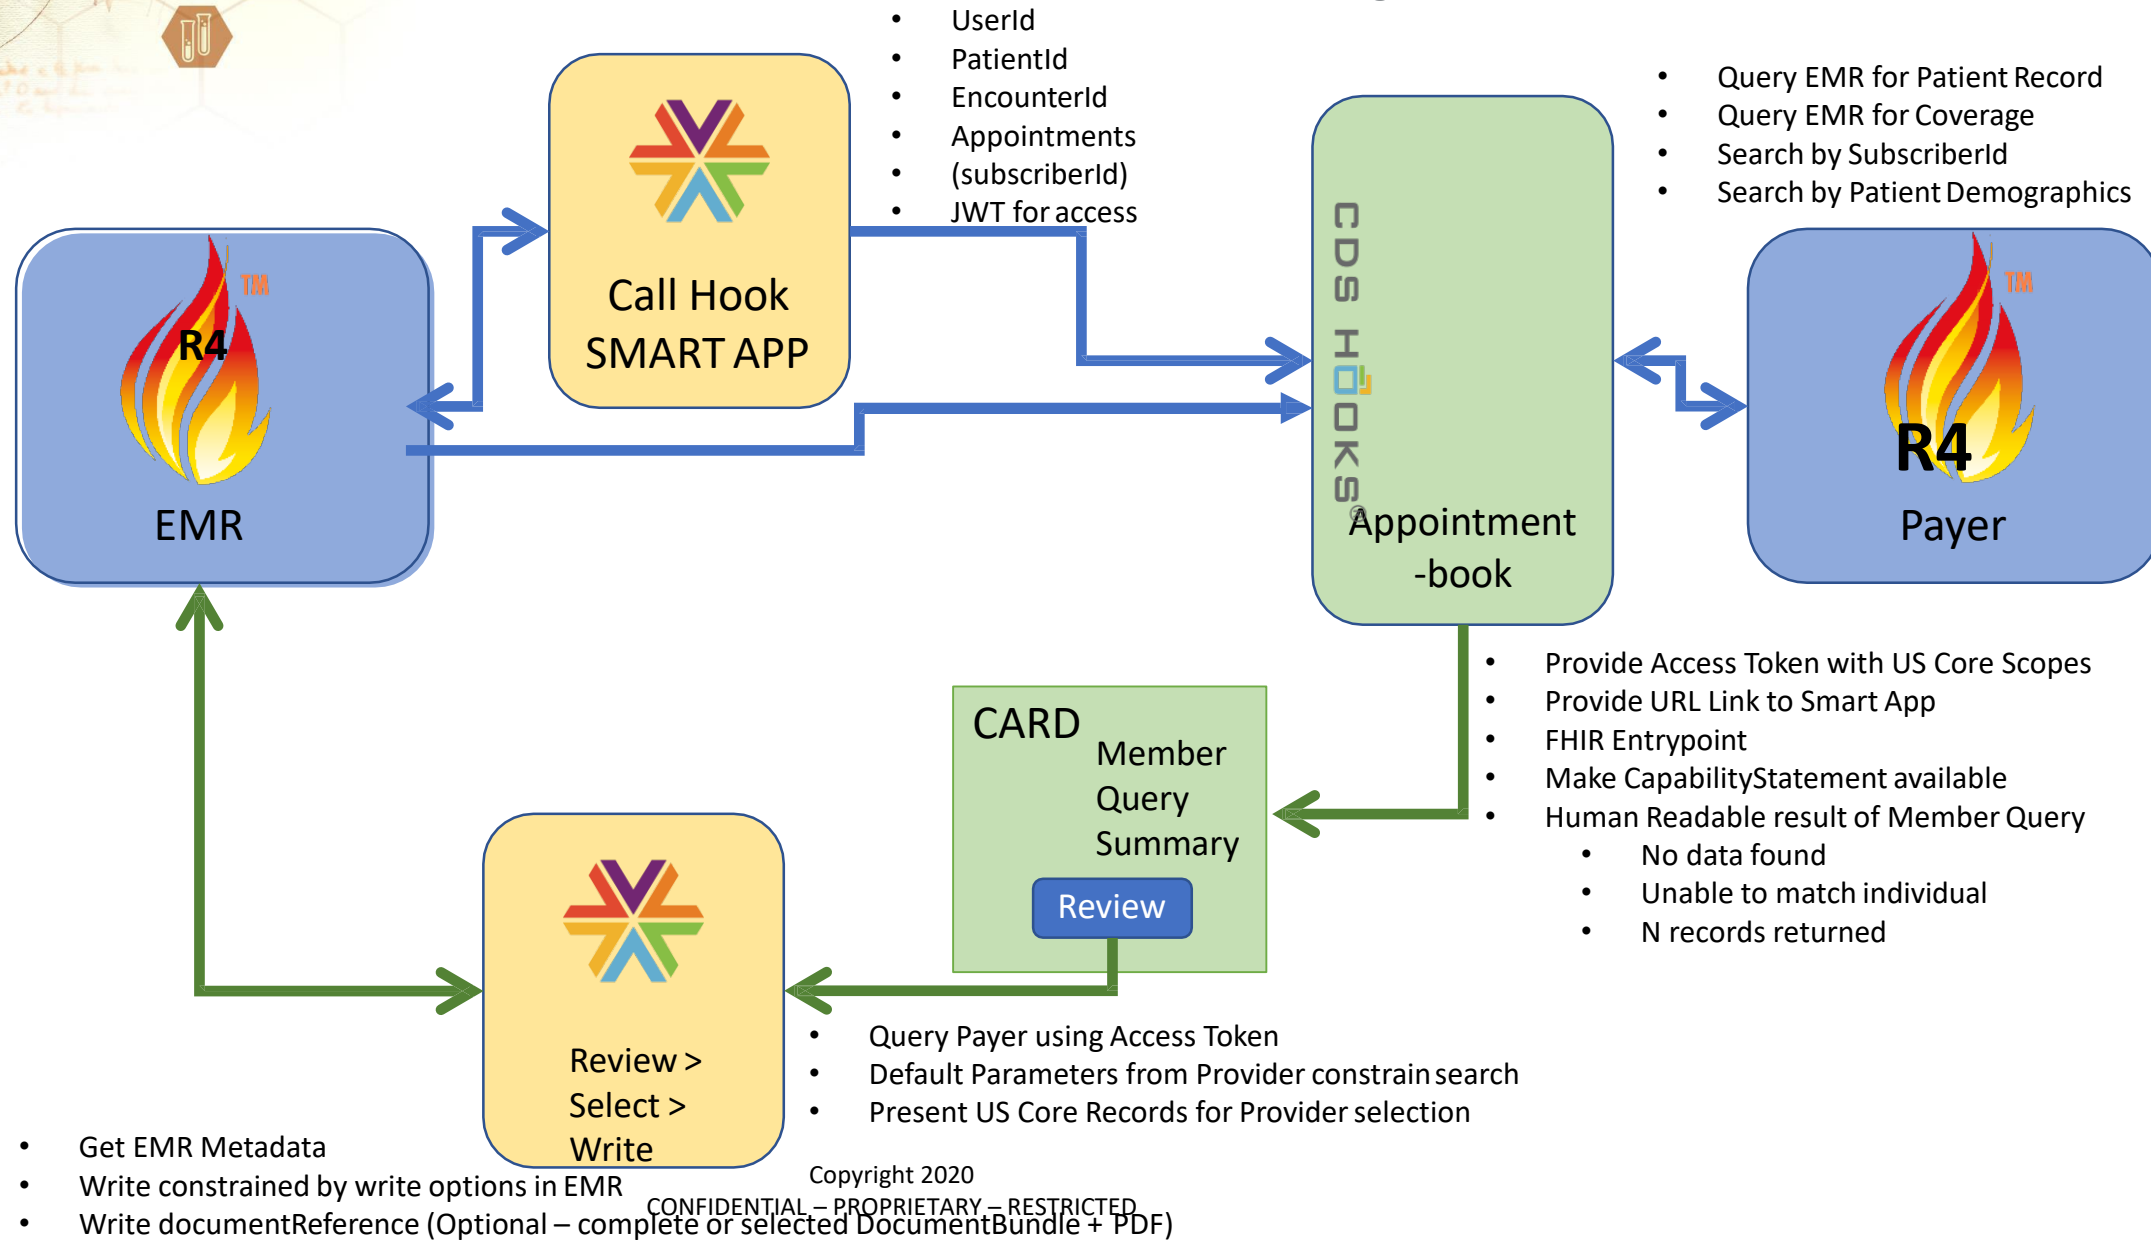 • UserId
• PatientId
• EncounterId
• Appointments
• (subscriberId)
• JWT for access
• Query EMR for Patient Record
• Query EMR for Coverage
• Search by SubscriberId
• Search by Patient Demographics
R4
TM
EMR
Call Hook
SMART APP
CDS HOOKS®
Appointment
-book
TM
R4
Payer
• Provide Access Token with US Core Scopes
• Provide URL Link to Smart App
• FHIR Entrypoint
• Make CapabilityStatement available
• Human Readable result of Member Query
• No data found
• Unable to match individual
• N records returned
CARD
Member
Query
Summary
Review
Review >
Select >
Write
• Query Payer using Access Token
• Default Parameters from Provider constrain search
• Present US Core Records for Provider selection
• Get EMR Metadata
• Write constrained by write options in EMR
• Write documentReference (Optional – complete or selected DocumentBundle + PDF)
Copyright 2020
CONFIDENTIAL – PROPRIETARY – RESTRICTED